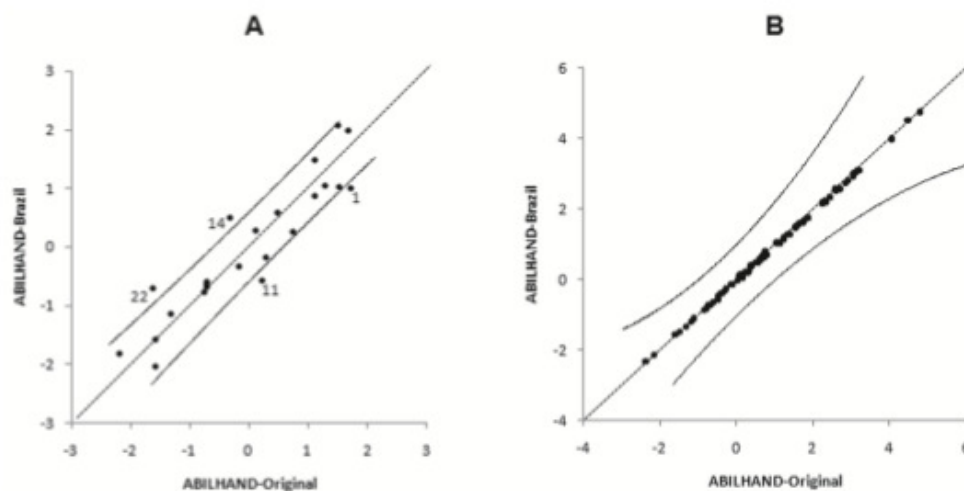 A
3
2
1
0
-1
-2
-3
-3 -2 -1 0 1 2 3
14
1
22
11
ABILHAND-Brazil
ABILHAND-Original
B
6
4
2
0
-2
-4
-4 -2 0 2 4 6
ABILHAND-Brazil
ABILHAND-Original